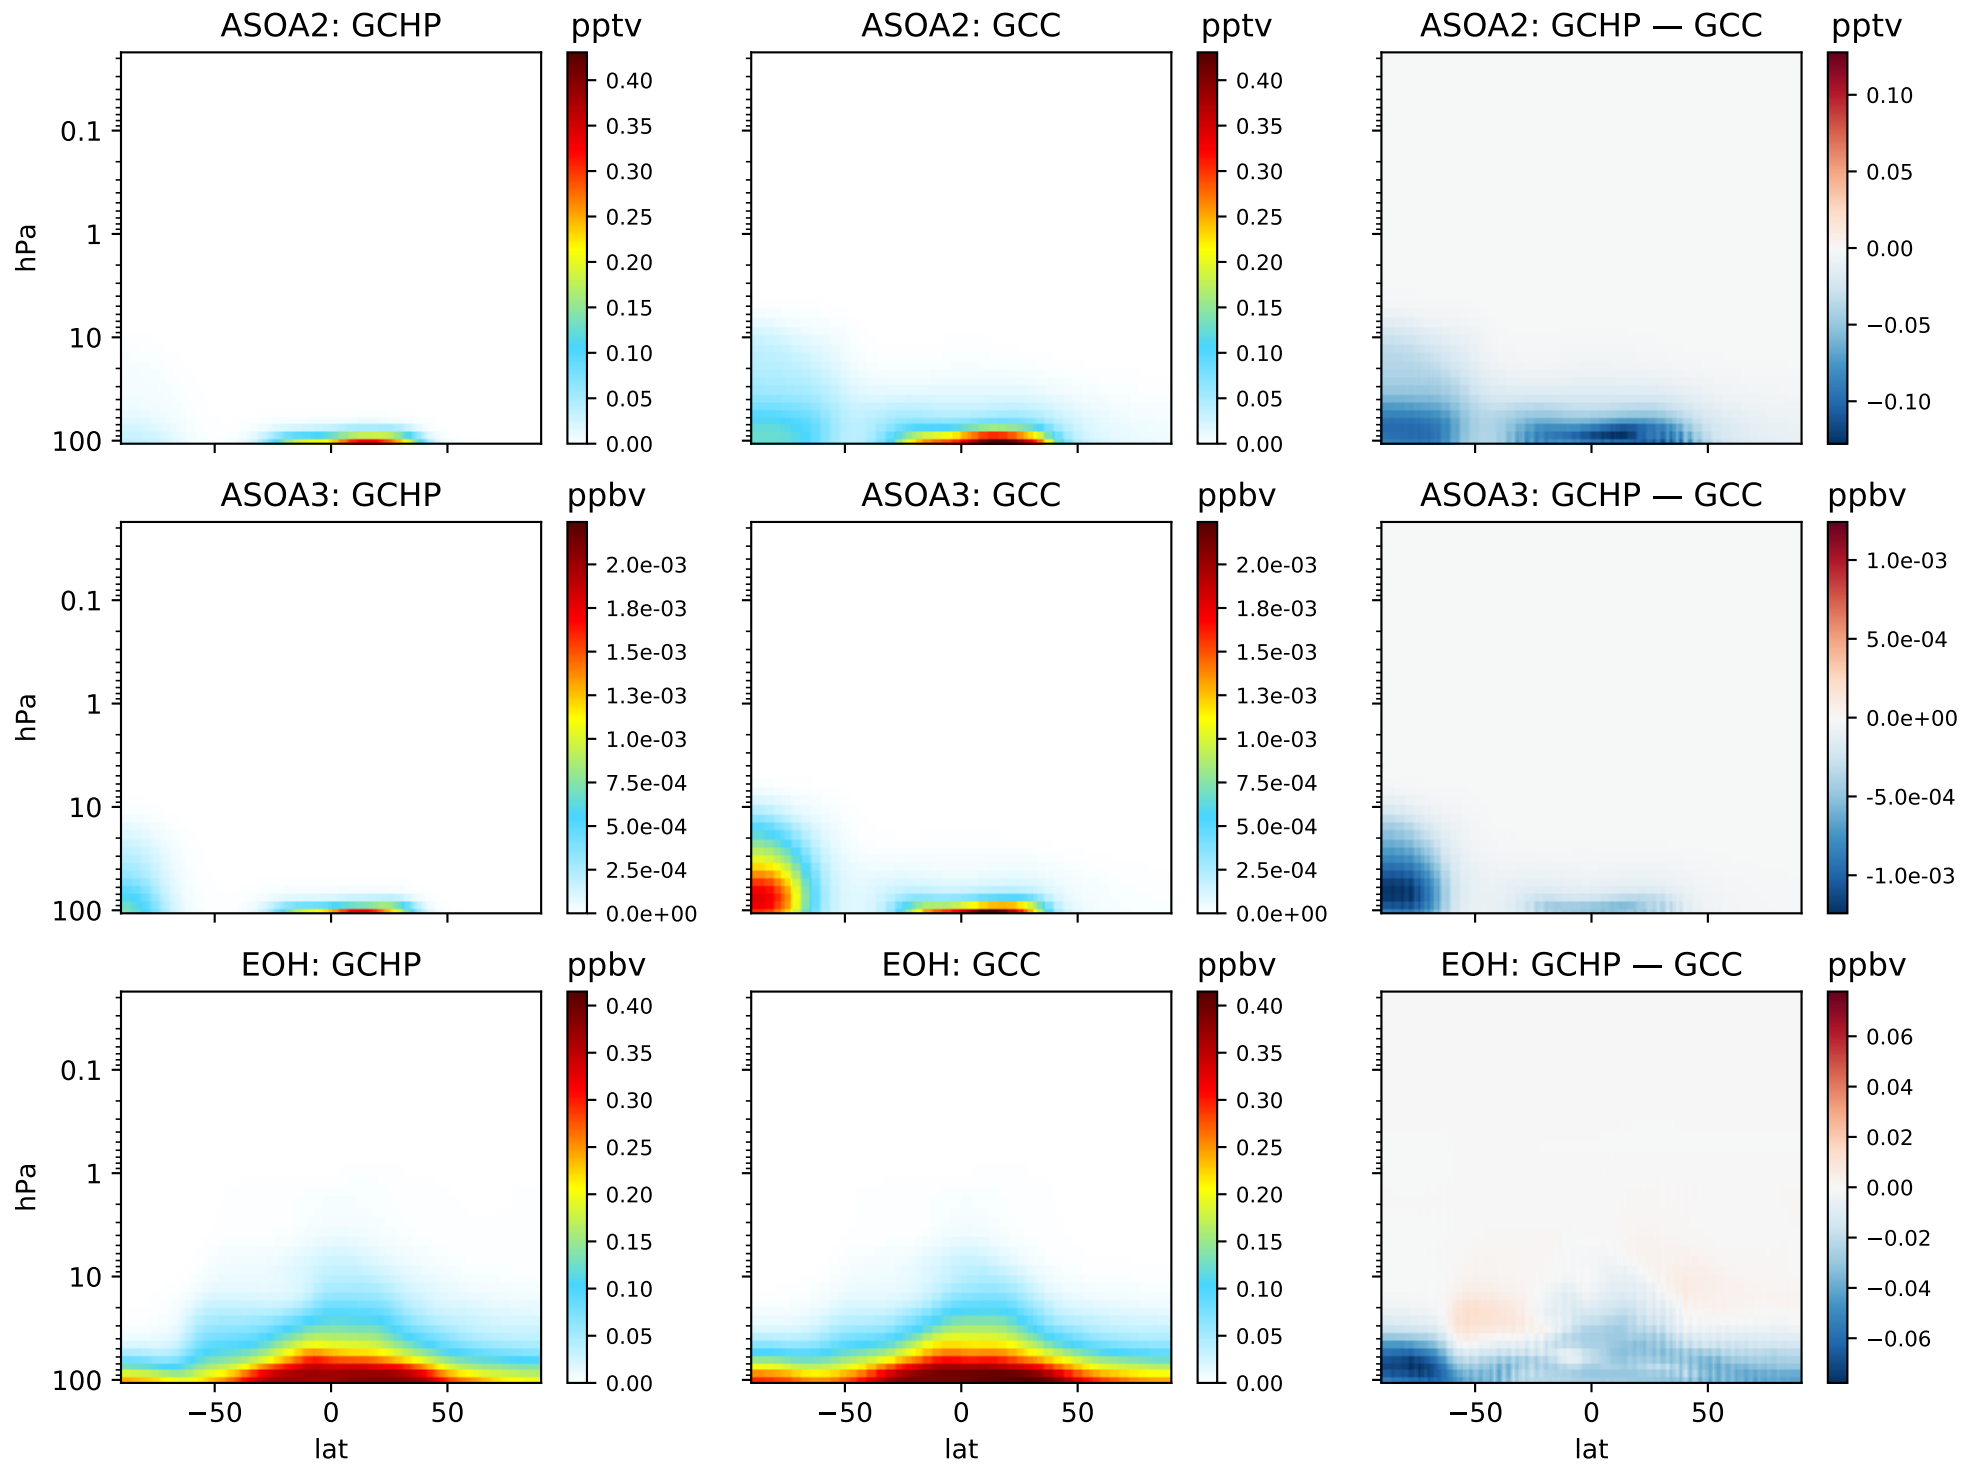 ASOA2: GCHP pptv ASOA2: GCC pptv ASOA2: GCHP — GCC pptv
hPa
0.1
1
10
100
0.40
0.35
0.30
0.25
0.20
0.15
0.10
0.05
0.00
0.40
0.35
0.30
0.25
0.20
0.15
0.10
0.05
0.00
0.10
0.05
0.00
−0.05
−0.10
ASOA3: GCHP ppbv ASOA3: GCC ppbv ASOA3: GCHP — GCC ppbv
hPa
0.1
1
10
100
2.0e-03
1.8e-03
1.5e-03
1.3e-03
1.0e-03
7.5e-04
5.0e-04
2.5e-04
0.0e+00
2.0e-03
1.8e-03
1.5e-03
1.3e-03
1.0e-03
7.5e-04
5.0e-04
2.5e-04
0.0e+00
1.0e-03
5.0e-04
0.0e+00
-5.0e-04
-1.0e-03
EOH: GCHP ppbv EOH: GCC ppbv EOH: GCHP — GCC ppbv
hPa
0.1
1
10
100
0.40
0.35
0.30
0.25
0.20
0.15
0.10
0.05
0.00
0.40
0.35
0.30
0.25
0.20
0.15
0.10
0.05
0.00
0.06
0.04
0.02
0.00
−0.02
−0.04
−0.06
−50 0 50 −50 0 50 −50 0 50
lat lat lat